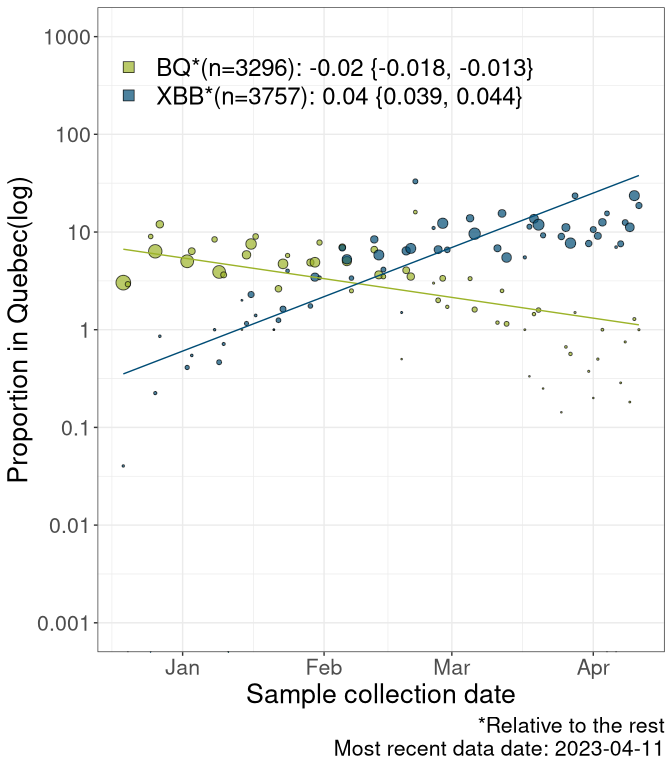 1000
100
10
1
0.1
0.01
0.001
Proportion in Quebec(log)
BQ*(n=3296): -0.02 {-0.018, -0.013}
XBB*(n=3757): 0.04 {0.039, 0.044}
Jan Feb Mar Apr
Sample collection date
*Relative to the rest
Most recent data date: 2023-04-11